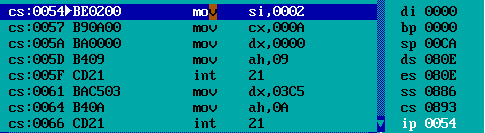 cs:0054►BE0200 mov si,0002 di 0000
cs:0057 B90A00 mov cx,000A bp 0000
cs:005A BA0000 mov dx,0000 sp 00CA
cs:005D B409 mov ah,09 ds 080E
cs:005F CD21 int 21 es 080E
cs:0061 BAC503 mov dx,03C5 ss 0886
cs:0064 B40A mov ah,0A cs 0893
cs:0066 CD21 int 21 ip 0054